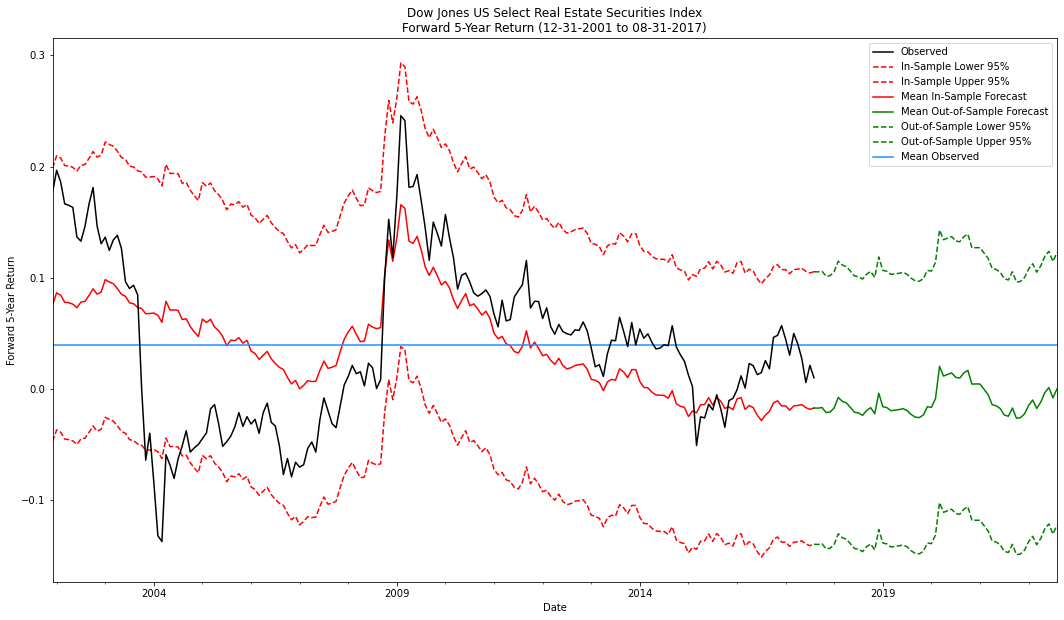 Dow Jones US Select Real Estate Securities Index
Forward 5-Year Return (12-31-2001 to 08-31-2017)
Observed
In-Sample Lower 95%
In-Sample Upper 95%
Mean In-Sample Forecast
Mean Out-of-Sample Forecast
Out-of-Sample Lower 95%
Out-of-Sample Upper 95%
Mean Observed
Forward 5-Year Return
0.3
0.2
0.1
0.0
−0.1
2004
2009
2014
2019
Date